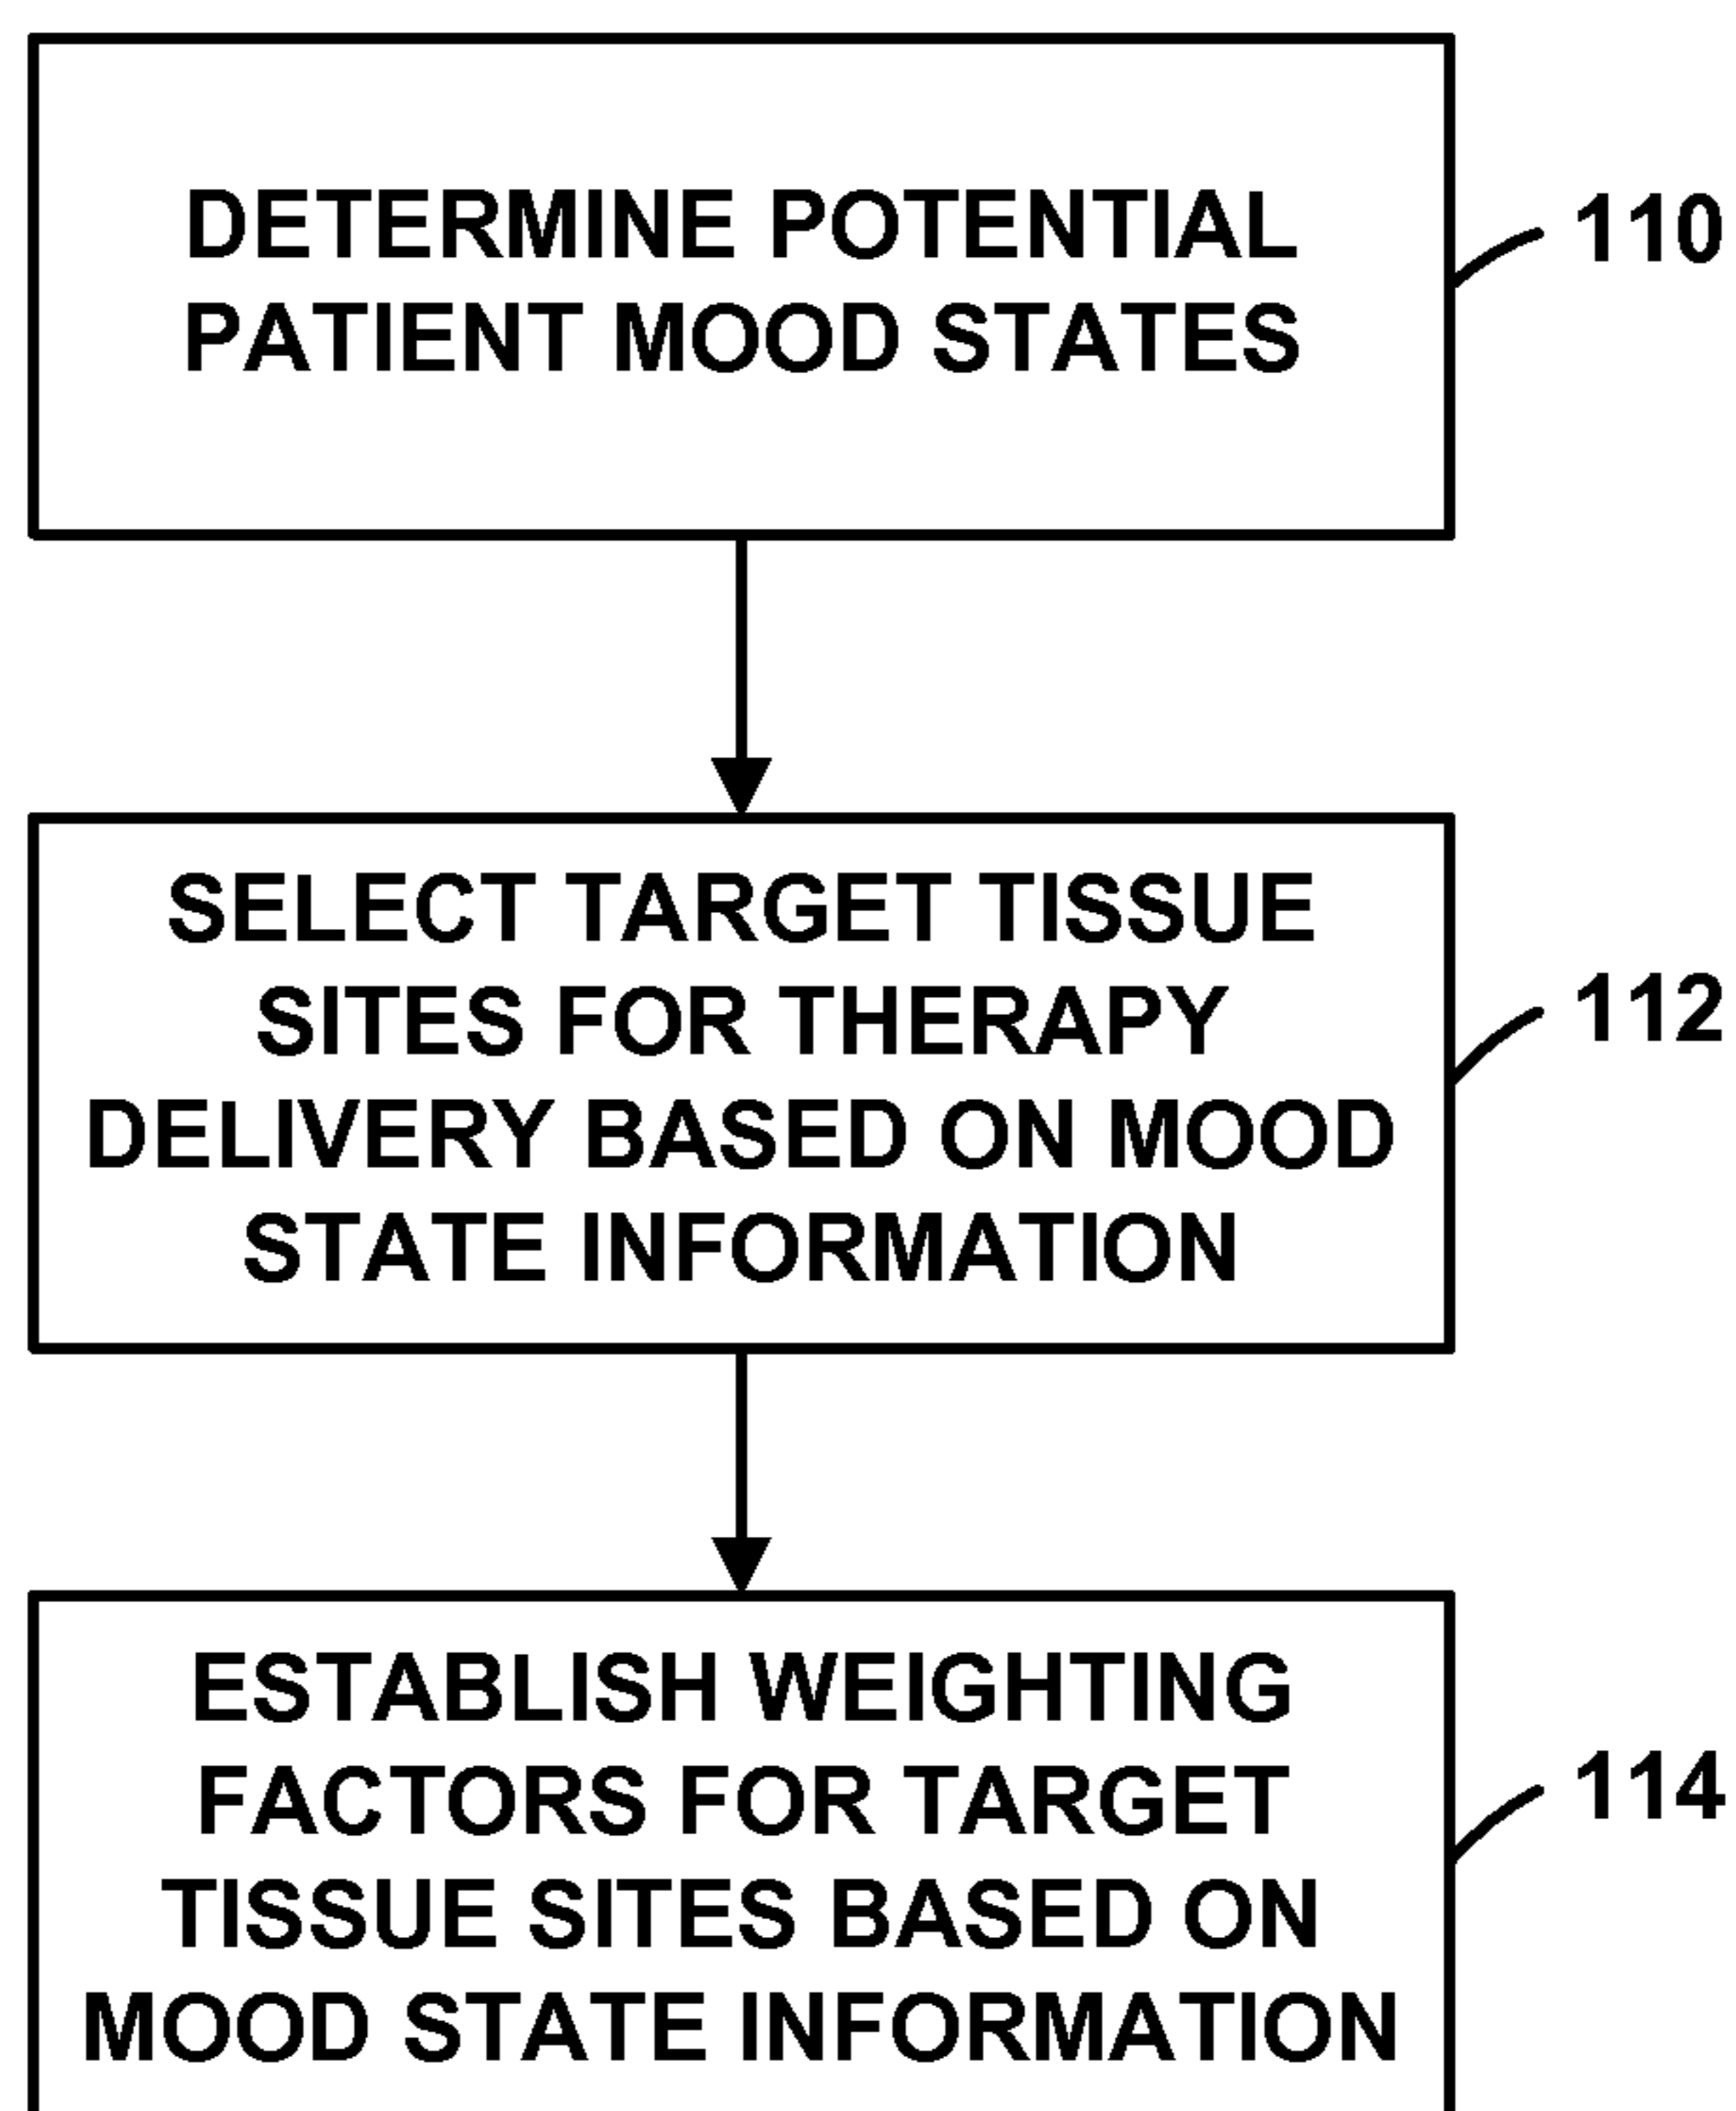 DETERMINE POTENTIAL
PATIENT MOOD STATES
110
SELECT TARGET TISSUE
SITES FOR THERAPY
DELIVERY BASED ON MOOD
STATE INFORMATION
112
ESTABLISH WEIGHTING
FACTORS FOR TARGET
TISSUE SITES BASED ON
MOOD STATE INFORMATION
114